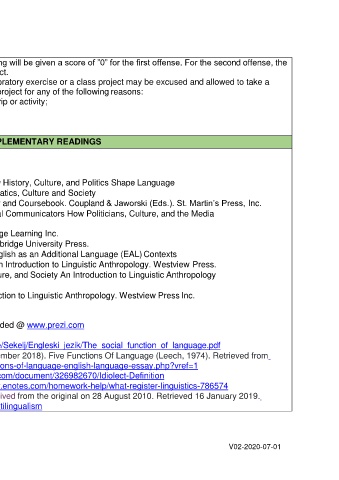 ng will be given a score of "0" for the first offense. For the second offense, the
ct.
oratory exercise or a class project may be excused and allowed to take a
project for any of the following reasons:
ip or activity;
PLEMENTARY READINGS
History, Culture, and Politics Shape Language
atics, Culture and Society
and Coursebook. Coupland & Jaworski (Eds.). St. Martin's Press, Inc.
al Communicators How Politicians, Culture, and the Media
ge Learning Inc.
bridge University Press.
glish as an Additional Language (EAL) Contexts
n Introduction to Linguistic Anthropology. Westview Press.
ure, and Society An Introduction to Linguistic Anthropology
ction to Linguistic Anthropology. Westview Press Inc.
ded @ www.prezi.com
/Sekelj/Engleski_jezik/The_social_function_of_language.pdf
ember 2018). Five Functions Of Language (Leech, 1974). Retrieved from
ons-of-language-english-language-essay.php?vref=1
com/document/326982670/Idiolect-Definition
.enotes.com/homework-help/what-register-linguistics-786574
ived from the original on 28 August 2010. Retrieved 16 January 2019.
tilingualism
V02-2020-07-01